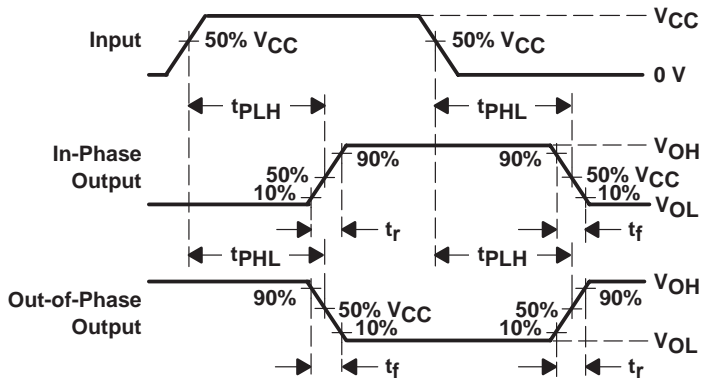 VCC
Input
50% VCC
50% VCC
0 V
tPLH
tPHL
In-Phase
Output
90%
90%
VOH
50%
10%
50% VCC
10%
VOL
tr
tf
tPHL
tPLH
Out-of-Phase
Output
90%
50% VCC
10%
50%
10%
90%
VOH
VOL
tf
tr